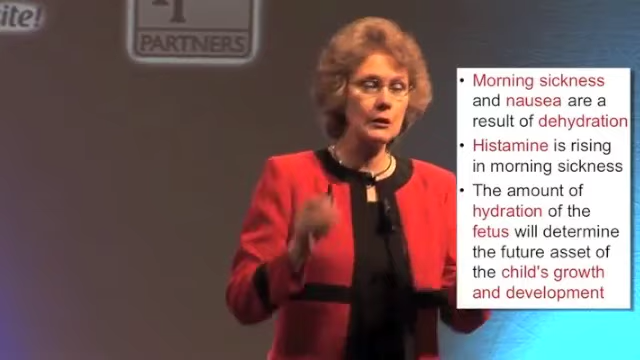 ite!
PARTNERS
• Morning sickness
and nausea are a
result of dehydration
• Histamine is rising
in morning sickness
• The amount of
hydration of the
fetus will determine
the future asset of
the child's growth
and development